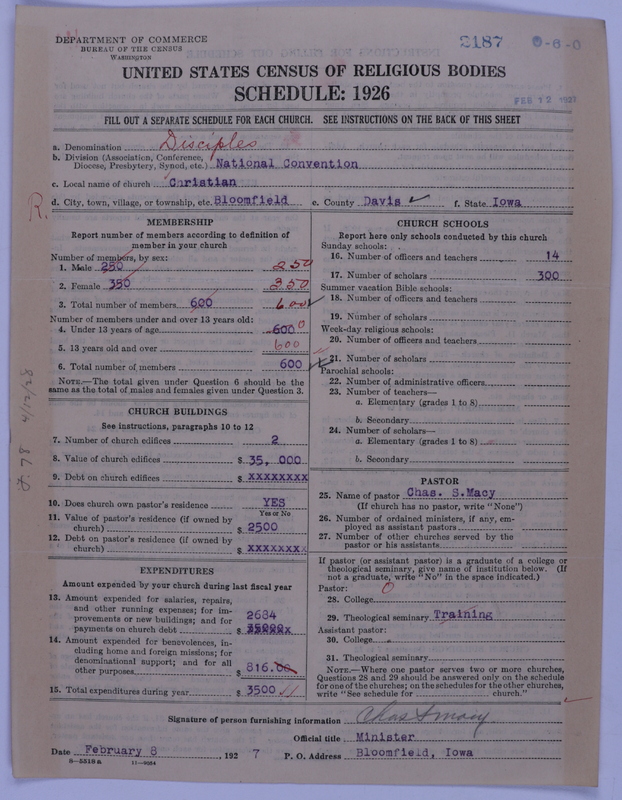 DEPARTMENT OF COMMERCE
BUREAU OF THE CENSUS
WASHINGTON
2187
0-6-0
FEB 12 1927
UNITED STATES CENSUS OF RELIGIOUS BODIES
SCHEDULE: 1926
FILL OUT A SEPARATE SCHEDULE FOR EACH CHURCH. SEE INSTRUCTIONS ON THE BACK OF THIS SHEET
a. Denomination Disciples
b. Division (Association, Conference, Diocese, Presbytery, Synod, etc.) National Convention
c. Local name of church Christian
d. City, town, village, or township, etc. Bloomfield e. County Davis ✓ f. State Iowa
R.
MEMBERSHIP
Report number of members according to definition of
member in your church
Number of members, by sex:
1. Male 250 250
2. Female 350 350
3. Total number of members 600 600
Number of members under and over 13 years old:
4. Under 13 years of age 600 0
5. 13 years old and over 600
6. Total number of members 600
NOTE.—The total given under Question 6 should be the
same as the total of males and females given under Question 3.
CHURCH BUILDINGS
See instructions, paragraphs 10 to 12
7. Number of church edifices 2
8. Value of church edifices $ 35,000
9. Debt on church edifices $ XXXXXXXX
10. Does church own pastor's residence YES
Yes or No
11. Value of pastor's residence (if owned by
church) $ 2500
12. Debt on pastor's residence (if owned by
church) $ XXXXXXXX
EXPENDITURES
Amount expended by your church during last fiscal year
13. Amount expended for salaries, repairs,
and other running expenses; for im-
provements or new buildings; and for
payments on church debt $ 2684
14. Amount expended for benevolences, in-
cluding home and foreign missions; for
denominational support; and for all
other purposes $ 816.00
15. Total expenditures during year $ 3500
CHURCH SCHOOLS
Report here only schools conducted by this church
Sunday schools:
16. Number of officers and teachers 14
17. Number of scholars 300
Summer vacation Bible schools:
18. Number of officers and teachers
19. Number of scholars
Week-day religious schools:
20. Number of officers and teachers
21. Number of scholars
Parochial schools:
22. Number of administrative officers
23. Number of teachers—
a. Elementary (grades 1 to 8)
b. Secondary
24. Number of scholars—
a. Elementary (grades 1 to 8)
b. Secondary
PASTOR
25. Name of pastor Chas. S.Macy
(If church has no pastor, write "None")
26. Number of ordained ministers, if any, em-
ployed as assistant pastors
27. Number of other churches served by the
pastor or his assistants
If pastor (or assistant pastor) is a graduate of a college or
theological seminary, give name of institution below. (If
not a graduate, write "No" in the space indicated.)
Pastor: 0
28. College
29. Theological seminary Training
Assistant pastor:
30. College
31. Theological seminary
NOTE.—Where one pastor serves two or more churches,
Questions 28 and 29 should be answered only on the schedule
for one of the churches; on the schedules for the other churches,
write "See schedule for church."
4/12/28
Signature of person furnishing information Chas S Macy
Official title Minister
Date February 8, 1927 P. O. Address Bloomfield, Iowa
8—5319 a 11—9264